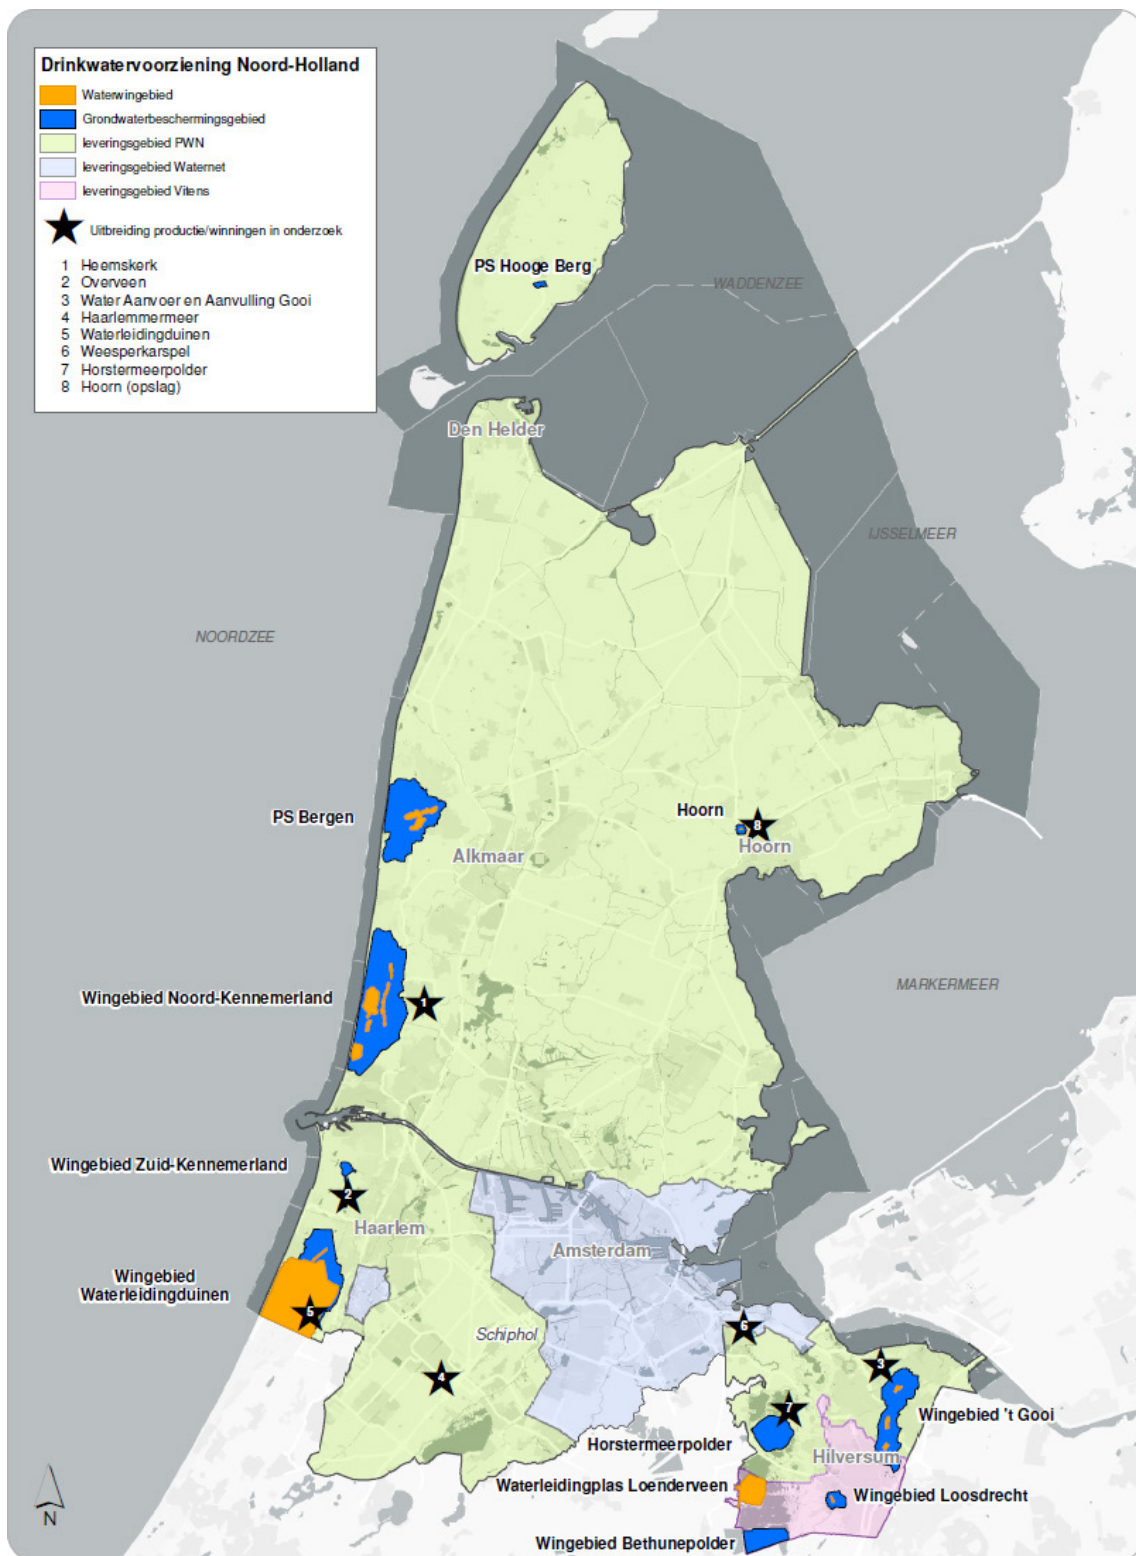 Drinkwatervoorziening Noord-Holland
Waterwingebied
Grondwaterbeschermingsgebied
leveringsgebied PWN
leveringsgebied Waternet
leveringsgebied Vitens
Uitbreiding productie/winningen in onderzoek
1 Heemskerk
2 Overveen
3 Water Aanvoer en Aanvulling Gooi
4 Haarlemmermeer
5 Waterleidingduinen
6 Weesperkarspel
7 Horstermeerpolder
8 Hoorn (opslag)
PS Hooge Berg
WADDENZEE
Den Helder
IJSSELMEER
NOORDZEE
PS Bergen
Hoorn
8
Hoorn
Alkmaar
MARKERMEER
Wingebied Noord-Kennemerland
1
Wingebied Zuid-Kennemerland
2
Haarlem
Amsterdam
Wingebied
Waterleidingduinen
5
Schiphol
6
4
3
7
Wingebied 't Gooi
Horstermeerpolder
Hilversum
Waterleidingplas Loenderveen
Wingebied Loosdrecht
Wingebied Bethunepolder
N